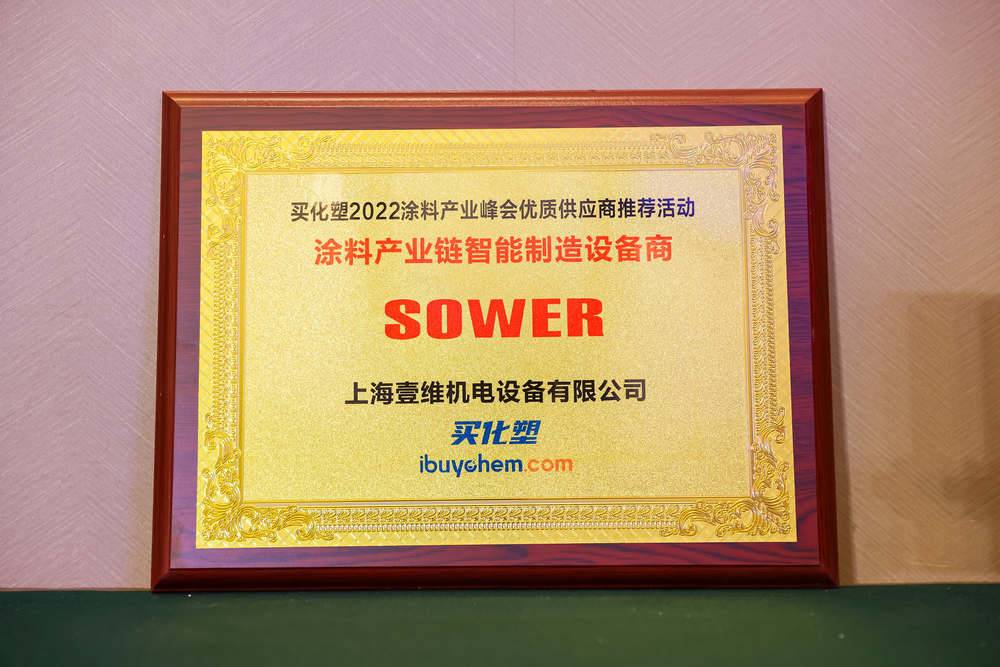 买化塑2022涂料产业峰会优质供应商推荐活动
涂料产业链智能制造设备商
SOWER
上海壹维机电设备有限公司
买化塑
ibuychem.com